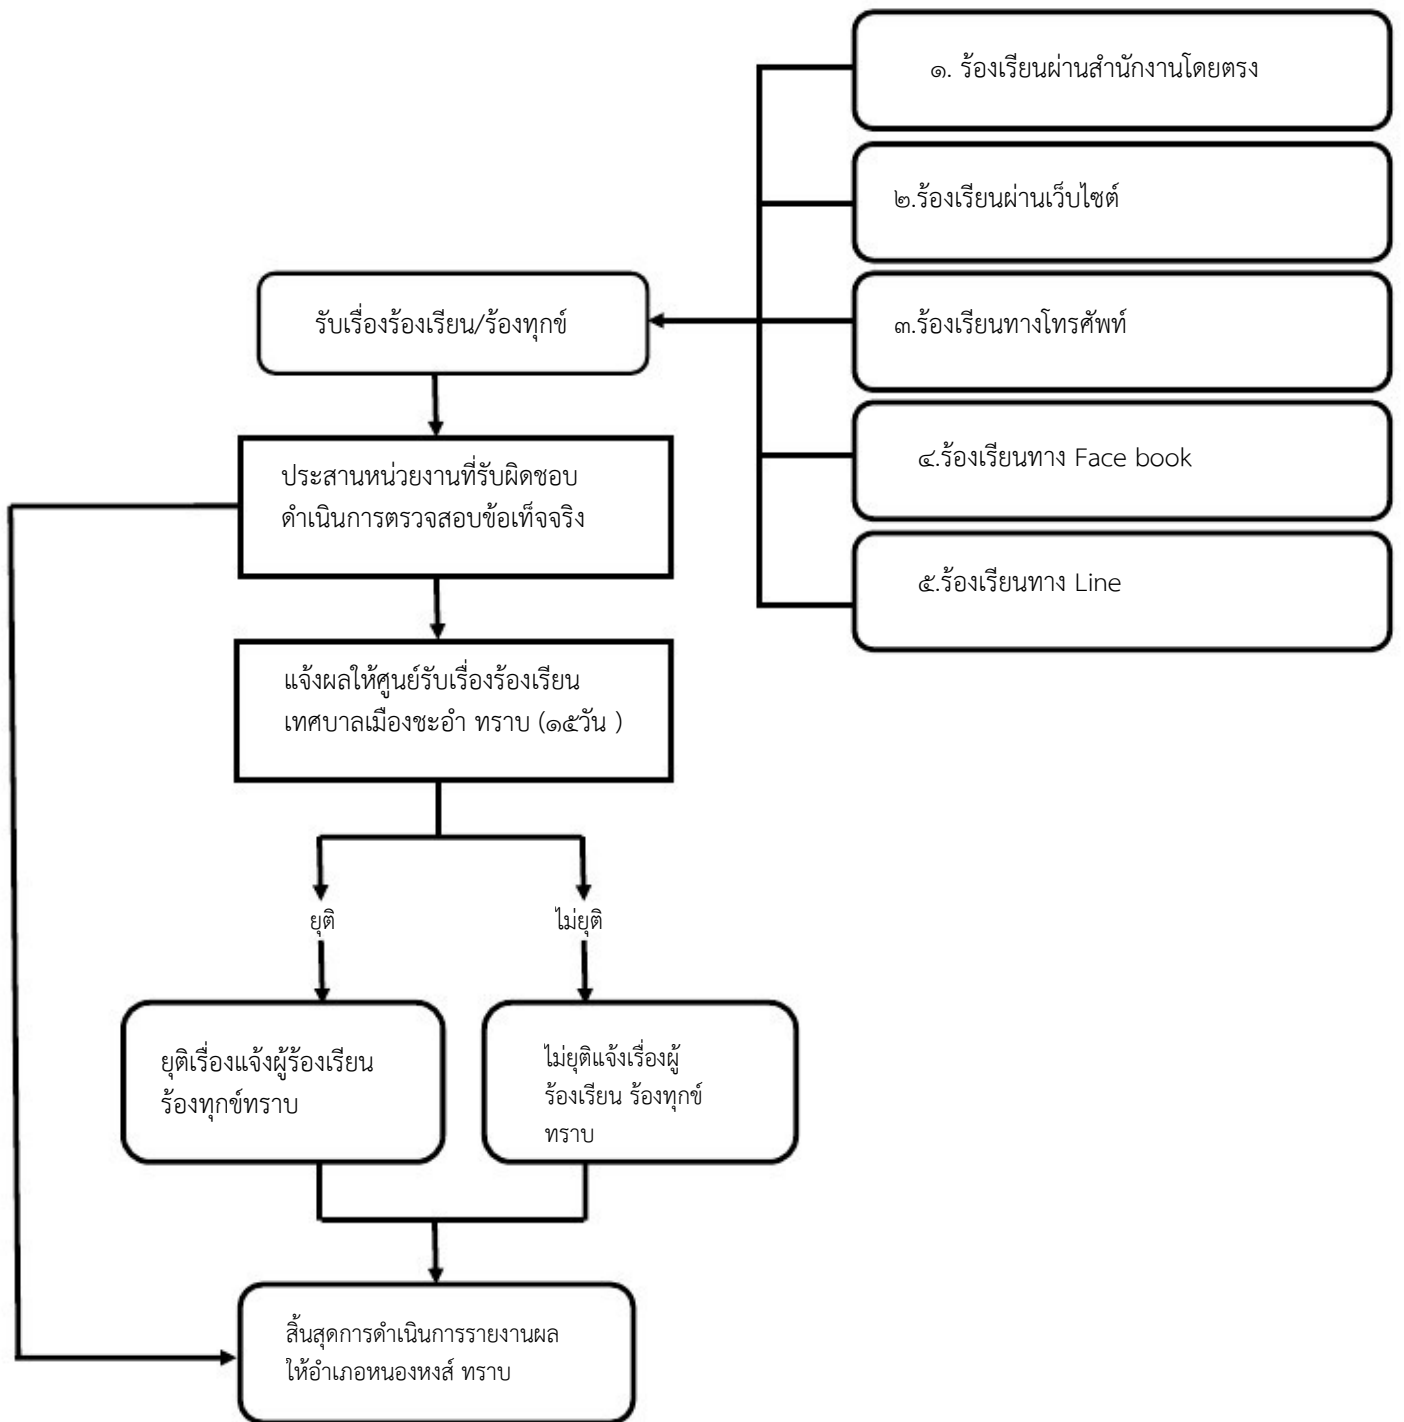 ๑. ร้องเรียนผ่านสำนักงานโดยตรง
๒.ร้องเรียนผ่านเว็บไซต์
๓.ร้องเรียนทางโทรศัพท์
๔.ร้องเรียนทาง Face book
๕.ร้องเรียนทาง Line
รับเรื่องร้องเรียน/ร้องทุกข์
ประสานหน่วยงานที่รับผิดชอบ
ดำเนินการตรวจสอบข้อเท็จจริง
แจ้งผลให้ศูนย์รับเรื่องร้องเรียน
เทศบาลเมืองชะอำ ทราบ (๑๕วัน )
ยุติ
ไม่ยุติ
ยุติเรื่องแจ้งผู้ร้องเรียน
ร้องทุกข์ทราบ
ไม่ยุติแจ้งเรื่องผู้
ร้องเรียน ร้องทุกข์
ทราบ
สิ้นสุดการดำเนินการรายงานผล
ให้อำเภอหนองหงส์ ทราบ